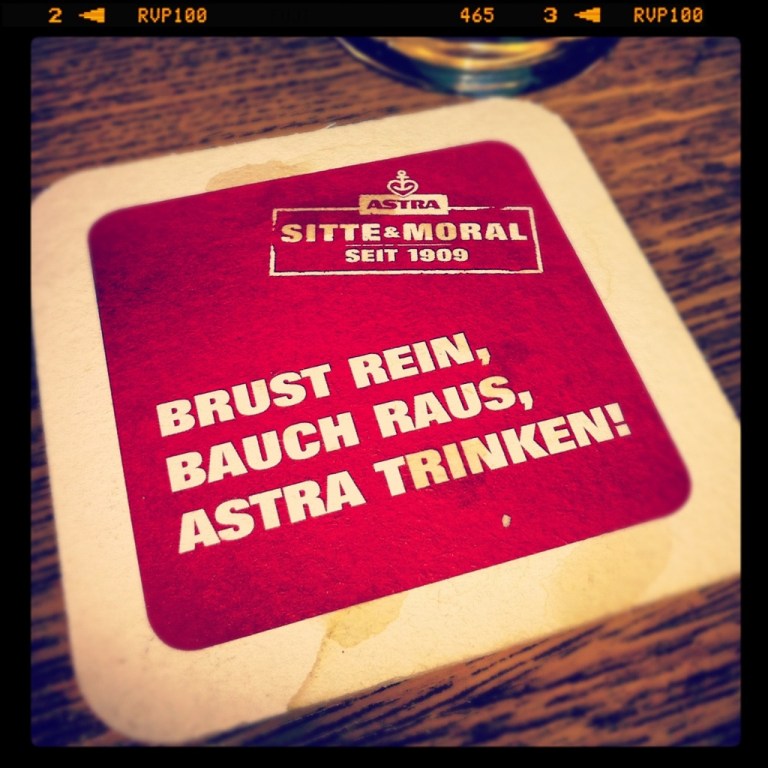 2 ◄ RVP100 465 3 ◄ RVP100
ASTRA
SITTE&MORAL
SEIT 1909
BRUST REIN,
BAUCH RAUS,
ASTRA TRINKEN!